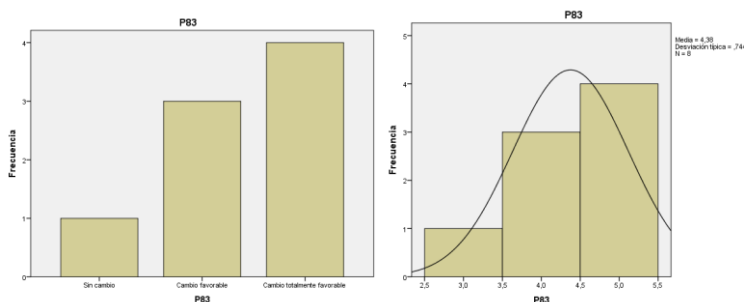 P83
Frecuencia
4
3
2
1
0
Sin cambio
Cambio favorable
Cambio totalmente favorable
P83
P83
Media = 4,38
Desviación típica = ,744
N = 8
Frecuencia
5
4
3
2
1
0
2,5
3,0
3,5
4,0
4,5
5,0
5,5
P83